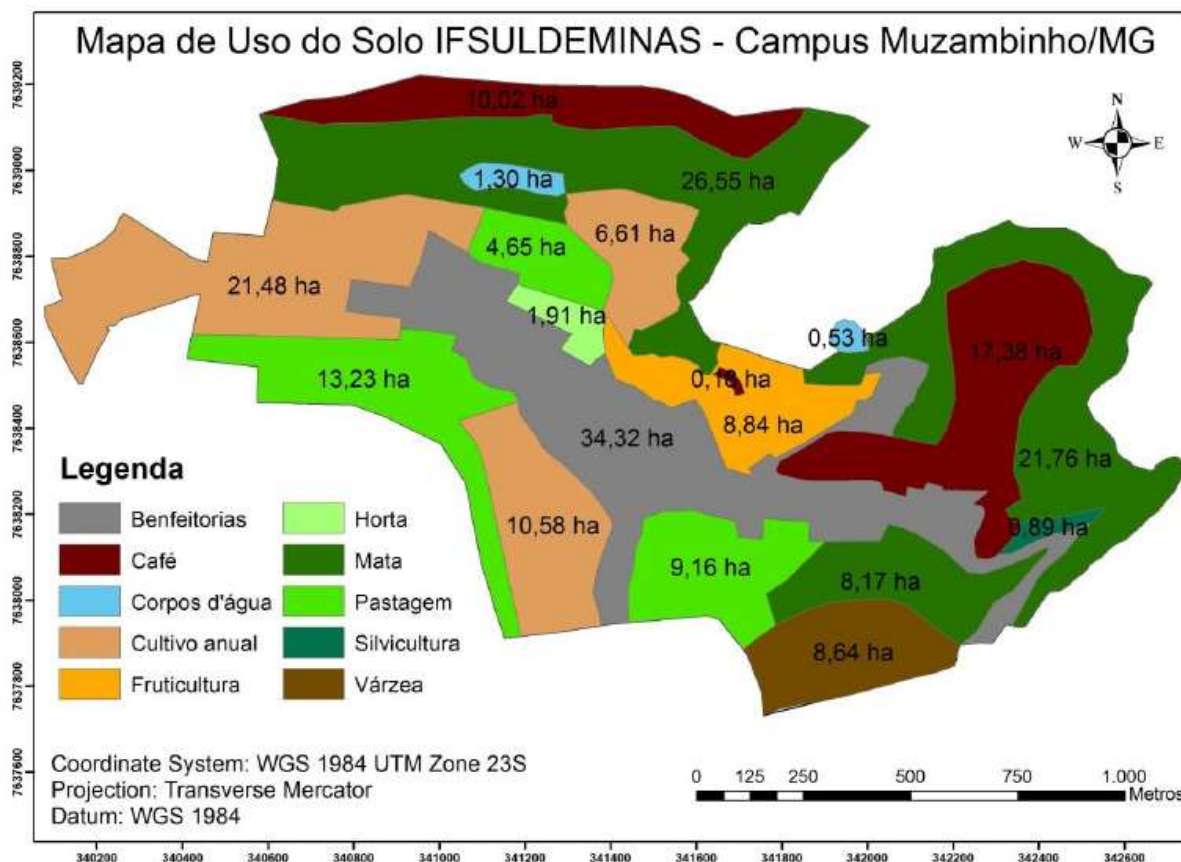 Mapa de Uso do Solo IFSULDEMINAS - Campus Muzambinho/MG
7639200
7639000
7638800
7638600
7638400
7638200
7638000
7637800
7637600
N
W E
S
10,02 ha
1,30 ha
26,55 ha
4,65 ha
6,61 ha
21,48 ha
1,91 ha
0,53 ha
17,38 ha
13,23 ha
8,84 ha
34,32 ha
21,76 ha
10,58 ha
0,89 ha
9,16 ha
8,17 ha
8,64 ha
Legenda
Benfeitorias
Café
Corpos d'água
Cultivo anual
Fruticultura
Horta
Mata
Pastagem
Silvicultura
Várzea
Coordinate System: WGS 1984 UTM Zone 23S
Projection: Transverse Mercator
Datum: WGS 1984
0 125 250 500 750 1.000
Metros
340200 340400 340600 340800 341000 341200 341400 341600 341800 342000 342200 342400 342600